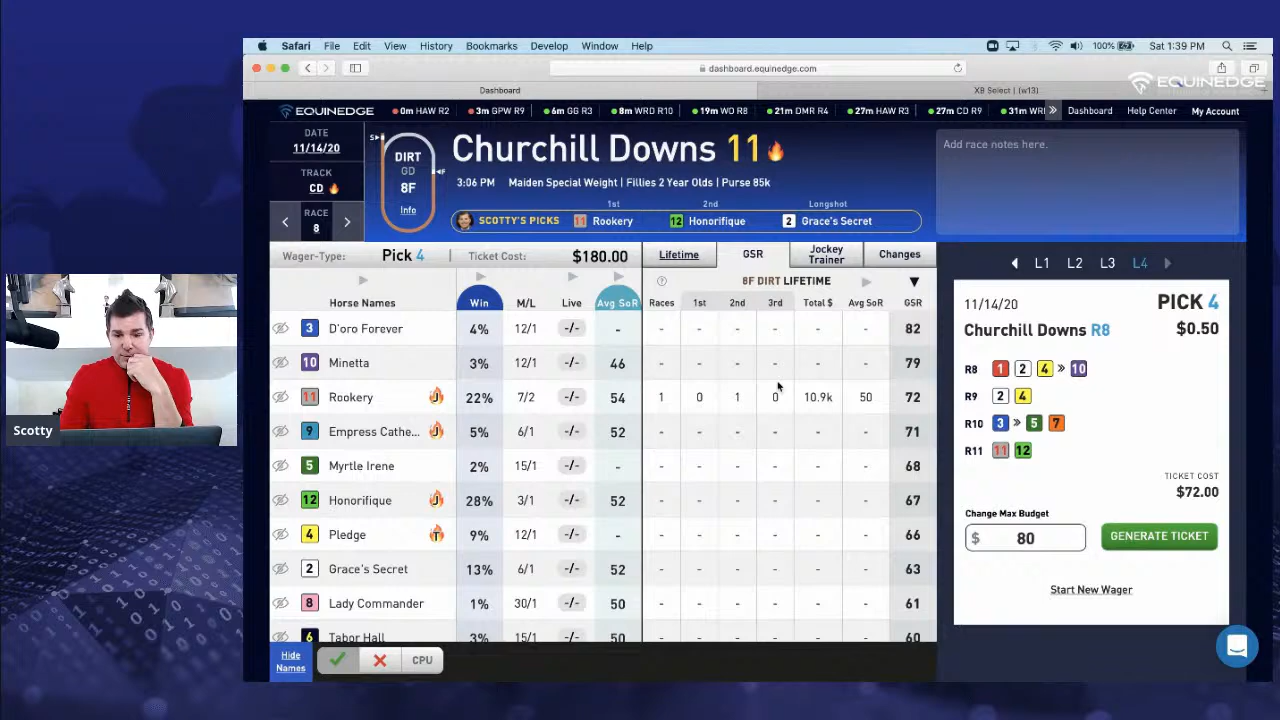 Safari File Edit View History Bookmarks Develop Window Help 100% Sat 1:39 PM
dashboard.equinedge.com
EQUINEDGE
Dashboard XB Select | (w13)
EQUINEDGE 0m HAW R2 3m GPW R9 6m GG R3 8m WRD R10 19m WO R8 21m DMR R4 27m HAW R3 27m CD R9 31m WRD » Dashboard Help Center My Account
DATE
11/14/20
TRACK
CD
RACE
8
S
DIRT
GD
8F
Info
F
Churchill Downs 11
3:06 PM Maiden Special Weight | Fillies 2 Year Olds | Purse 85k
1st 2nd Longshot
SCOTTY'S PICKS 11 Rookery 12 Honorifique 2 Grace's Secret
Add race notes here.
Wager-Type: Pick 4 | Ticket Cost: $180.00
Lifetime GSR Jockey Trainer Changes
8F DIRT LIFETIME
Horse Names Win M/L Live Avg SoR Races 1st 2nd 3rd Total $ Avg SoR GSR
3 D'oro Forever 4% 12/1 -/- - - - - - - - 82
10 Minetta 3% 12/1 -/- 46 - - - - - - 79
11 Rookery J 22% 7/2 -/- 54 1 0 1 0 10.9k 50 72
9 Empress Cathe... J 5% 6/1 -/- 52 - - - - - - 71
5 Myrtle Irene 2% 15/1 -/- - - - - - - - 68
12 Honorifique J 28% 3/1 -/- 52 - - - - - - 67
4 Pledge T 9% 12/1 -/- - - - - - - - 66
2 Grace's Secret 13% 6/1 -/- 52 - - - - - - 63
8 Lady Commander 1% 30/1 -/- 50 - - - - - - 61
6 Tabor Hall 3% 15/1 -/- 50 - - - - - - 60
Hide Names CPU
L1 L2 L3 L4
11/14/20 PICK 4
Churchill Downs R8 $0.50
R8 1 2 4 » 10
R9 2 4
R10 3 » 5 7
R11 11 12
TICKET COST
$72.00
Change Max Budget
$ 80 GENERATE TICKET
Start New Wager
Scotty